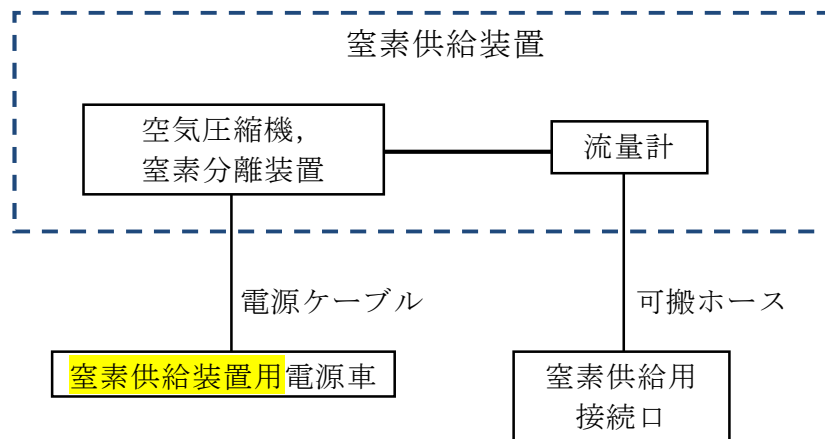 窒素供給装置
空気圧縮機，
窒素分離装置
流量計
電源ケーブル
可搬ホース
窒素供給装置用電源車
窒素供給用
接続口